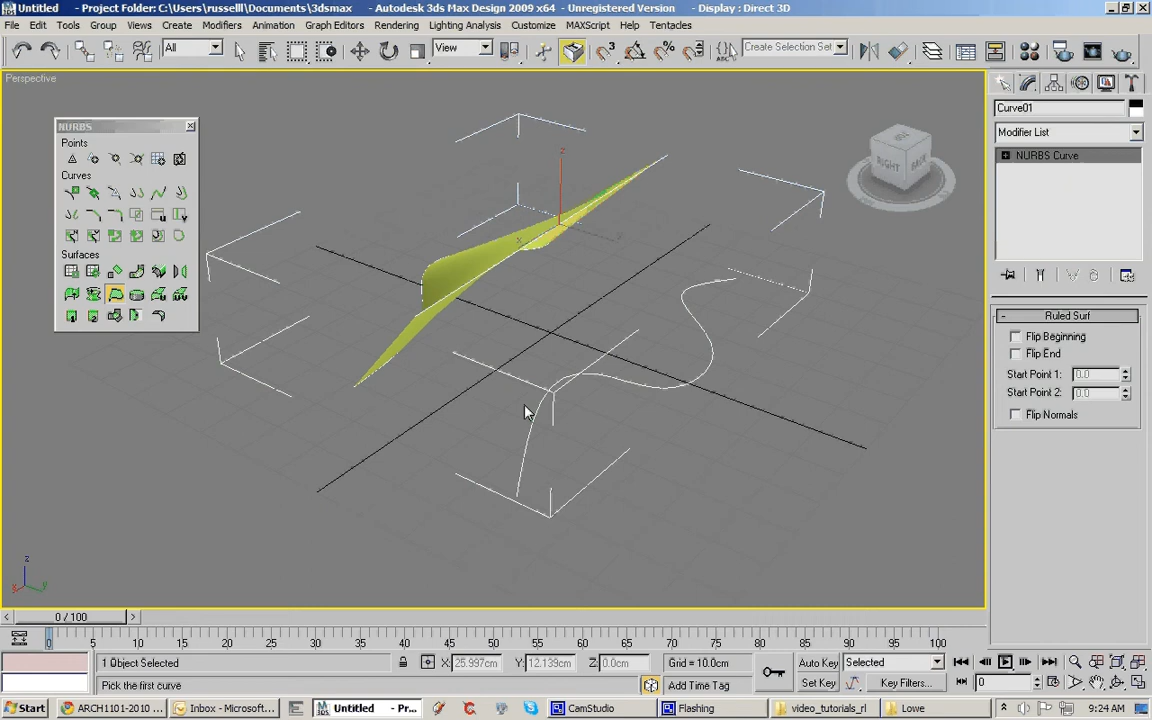 Untitled - Project Folder: C:\Users\russelll\Documents\3dsmax - Autodesk 3ds Max Design 2009 x64 - Unregistered Version - Display : Direct 3D
File Edit Tools Group Views Create Modifiers Animation Graph Editors Rendering Lighting Analysis Customize MAXScript Help Tentacles
All View Create Selection Set
Perspective
NURBS
Points
Curves
Surfaces
z
x
RIGHT BACK
Curve01
Modifier List
NURBS Curve
Ruled Surf
Flip Beginning
Flip End
Start Point 1: 0.0
Start Point 2: 0.0
Flip Normals
z
x y
0 / 100
0 5 10 15 20 25 30 35 40 45 50 55 60 65 70 75 80 85 90 95 100
1 Object Selected X: 25.997cm Y: 12.139cm Z: 0.0cm Grid = 10.0cm Auto Key Selected
Pick the first curve Add Time Tag Set Key Key Filters... 0
Start ARCH1101-2010 ... Inbox - Microsoft... Untitled - Pr... CamStudio Flashing video_tutorials_rl Lowe 9:24 AM